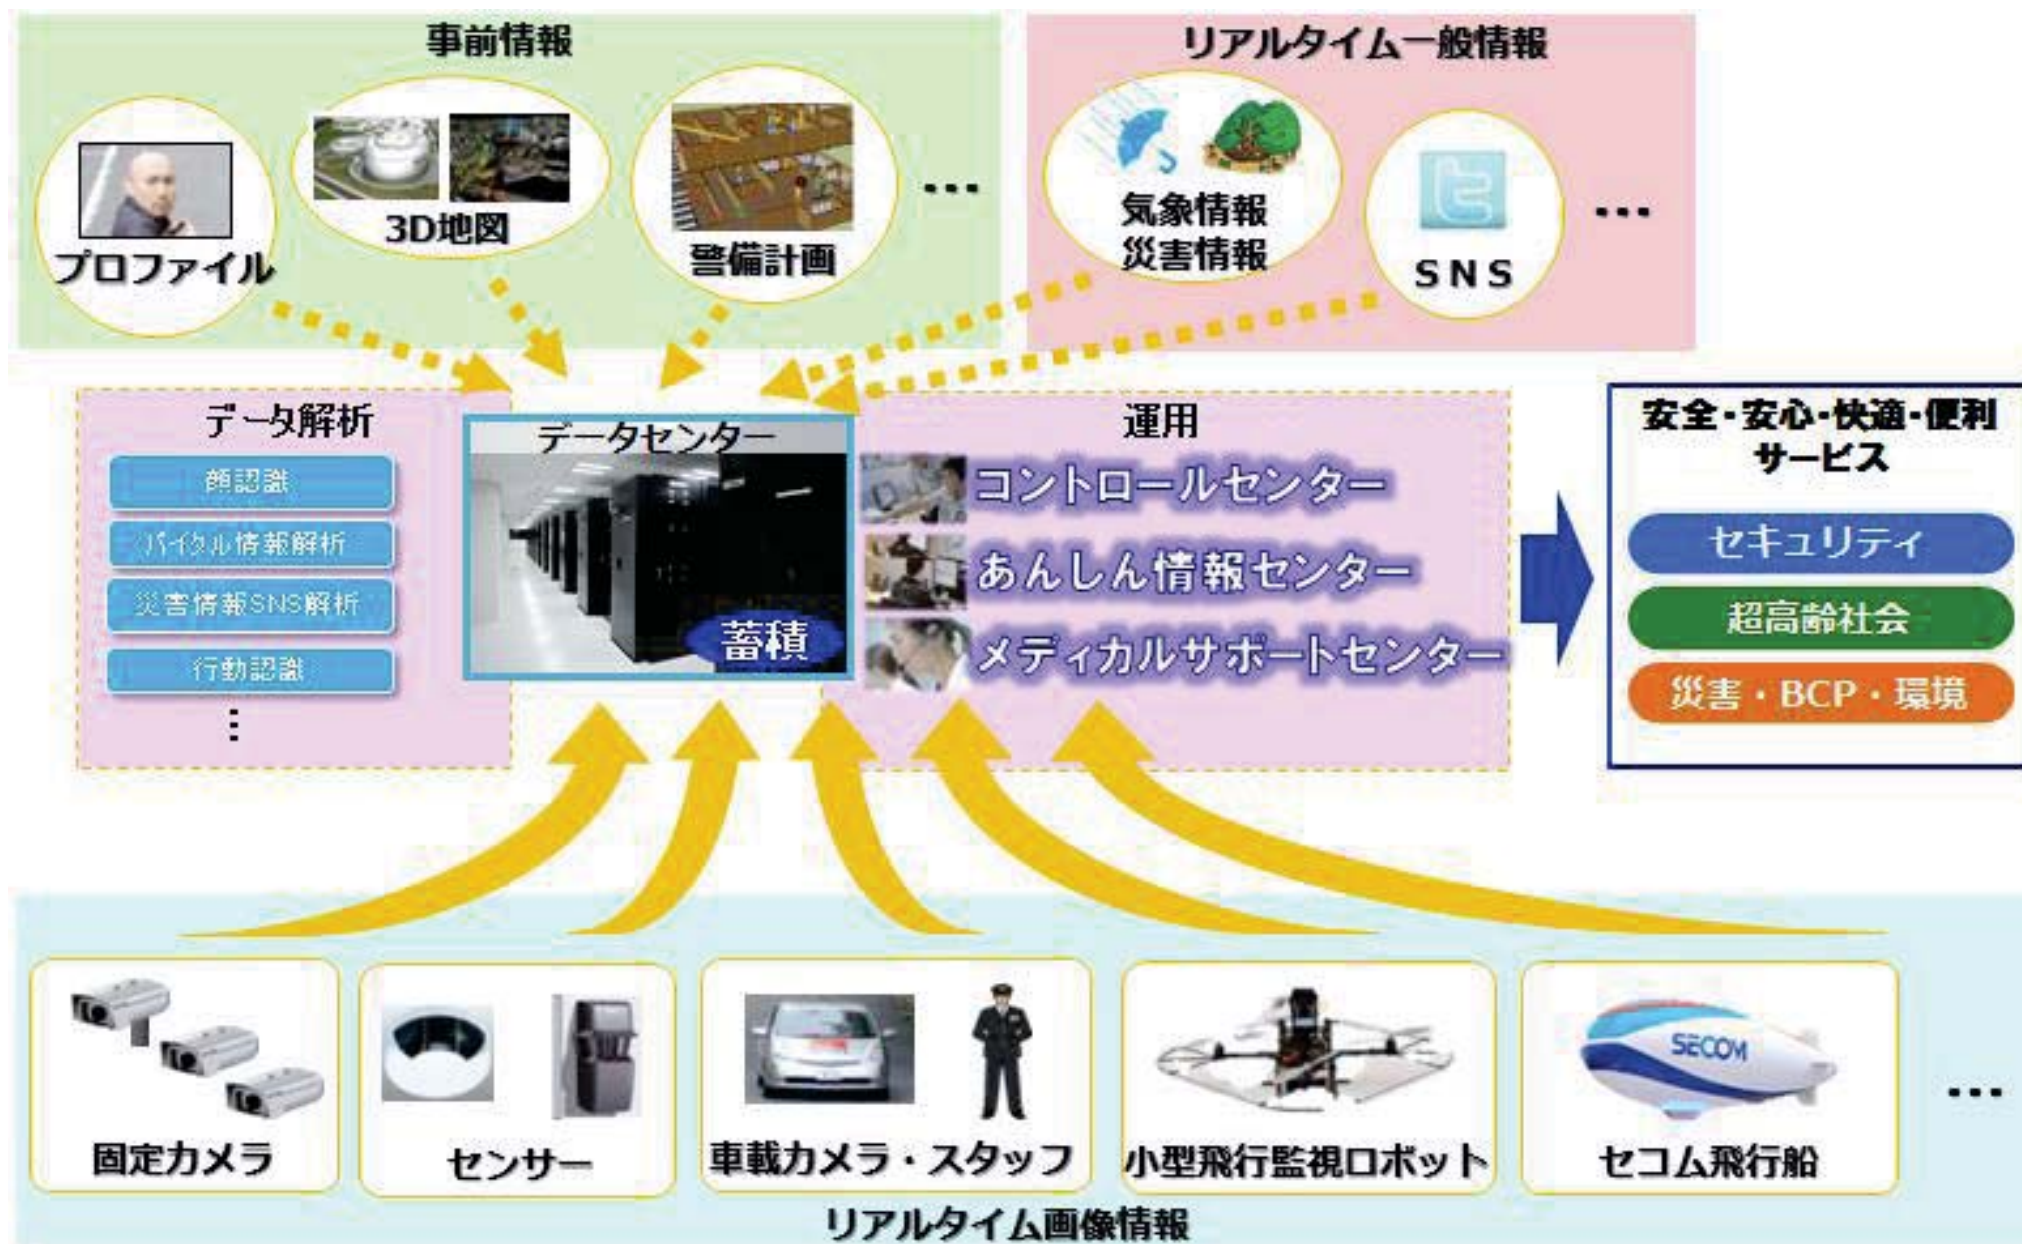 事前情報
リアルタイム一般情報
プロファイル
3D地図
警備計画
…
気象情報
災害情報
SNS
…
データ解析
顔認識
バイタル情報解析
災害情報SNS解析
行動認識
⋮
データセンター
蓄積
運用
コントロールセンター
あんしん情報センター
メディカルサポートセンター
安全・安心・快適・便利
サービス
セキュリティ
超高齢社会
災害・BCP・環境
固定カメラ
センサー
車載カメラ・スタッフ
小型飛行監視ロボット
SECOM
セコム飛行船
…
リアルタイム画像情報